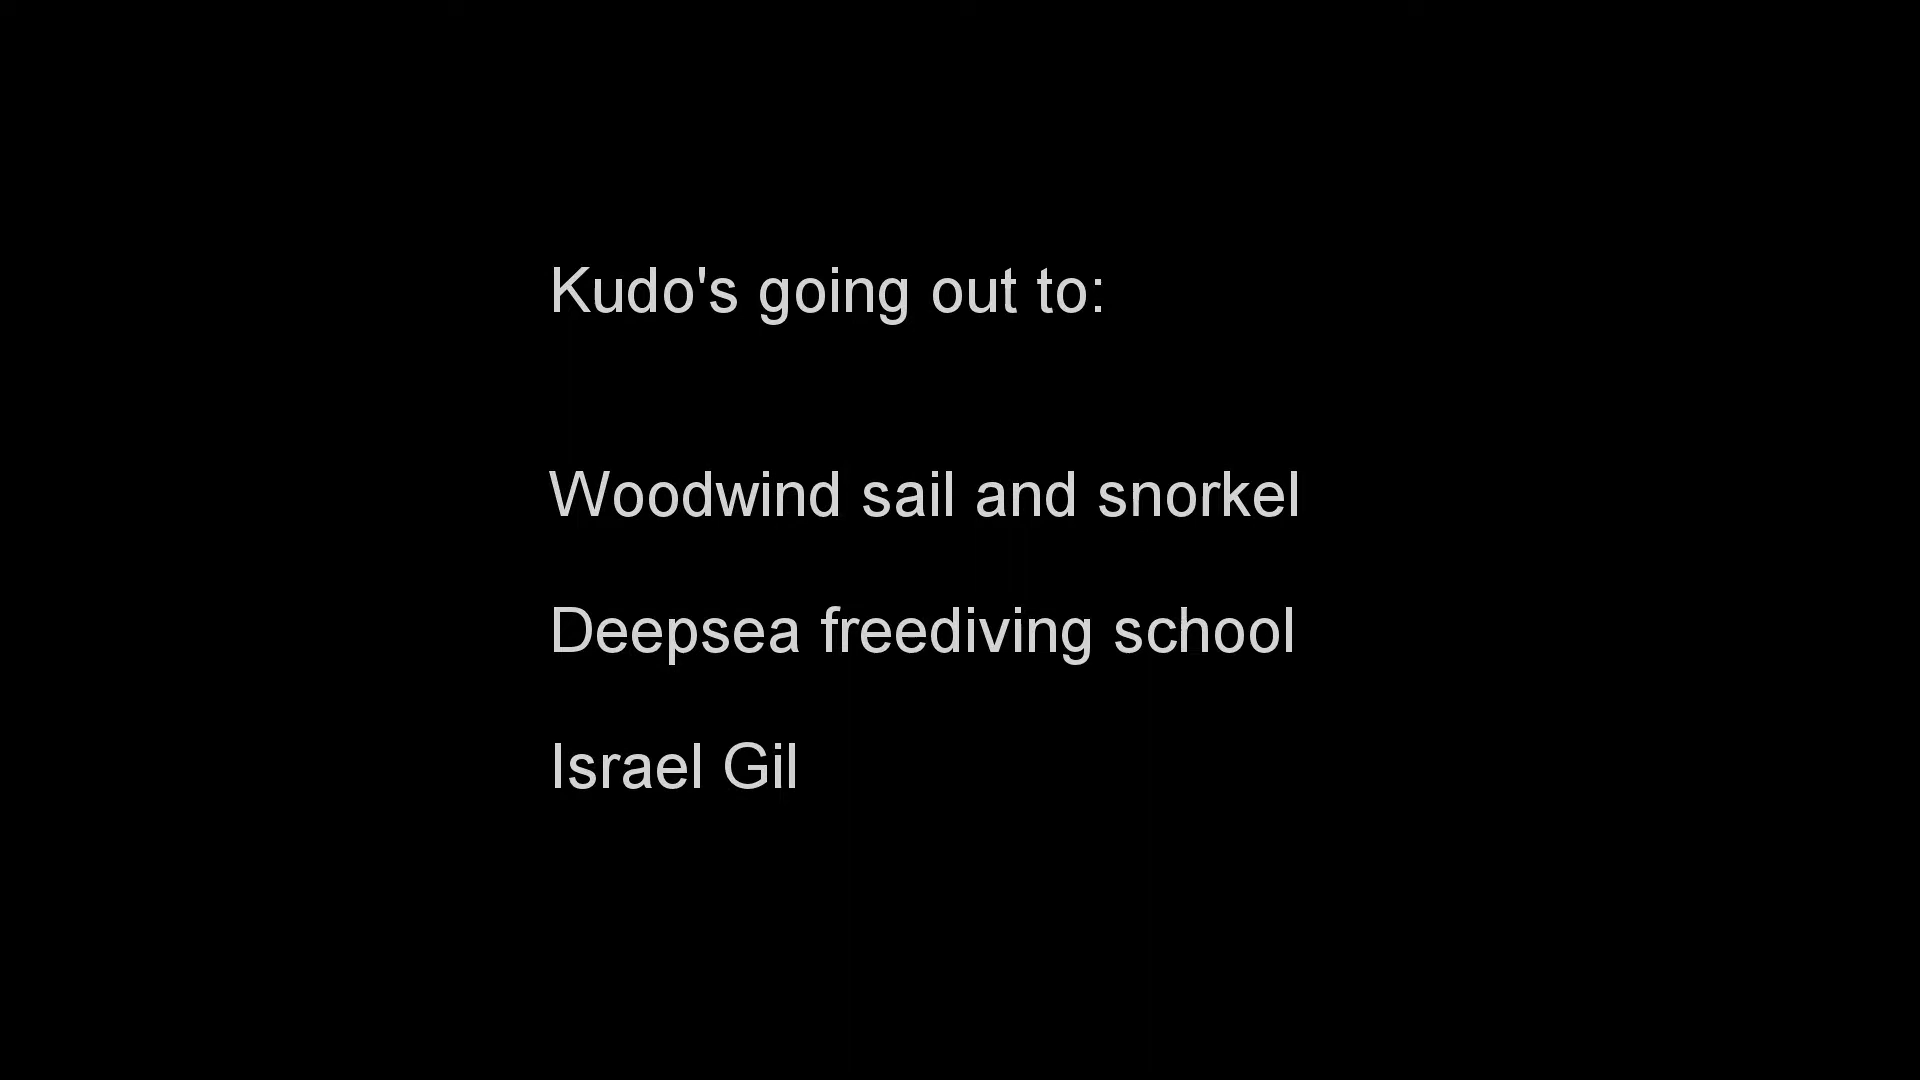 Kudo's going out to:
Woodwind sail and snorkel
Deepsea freediving school
Israel Gil